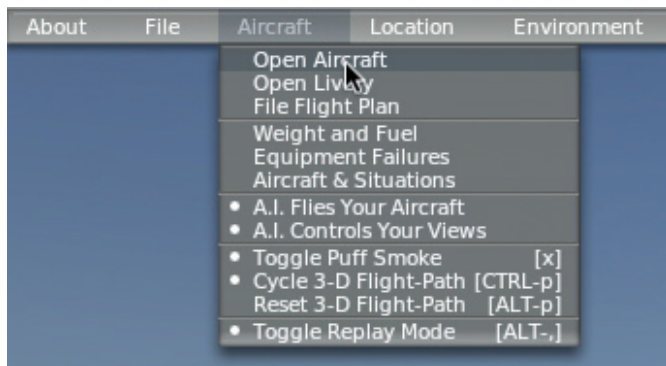 About File Aircraft Location Environment
Open Aircraft
Open Livery
File Flight Plan
Weight and Fuel
Equipment Failures
Aircraft & Situations
A.I. Flies Your Aircraft
A.I. Controls Your Views
Toggle Puff Smoke [x]
Cycle 3-D Flight-Path [CTRL-p]
Reset 3-D Flight-Path [ALT-p]
Toggle Replay Mode [ALT-,]